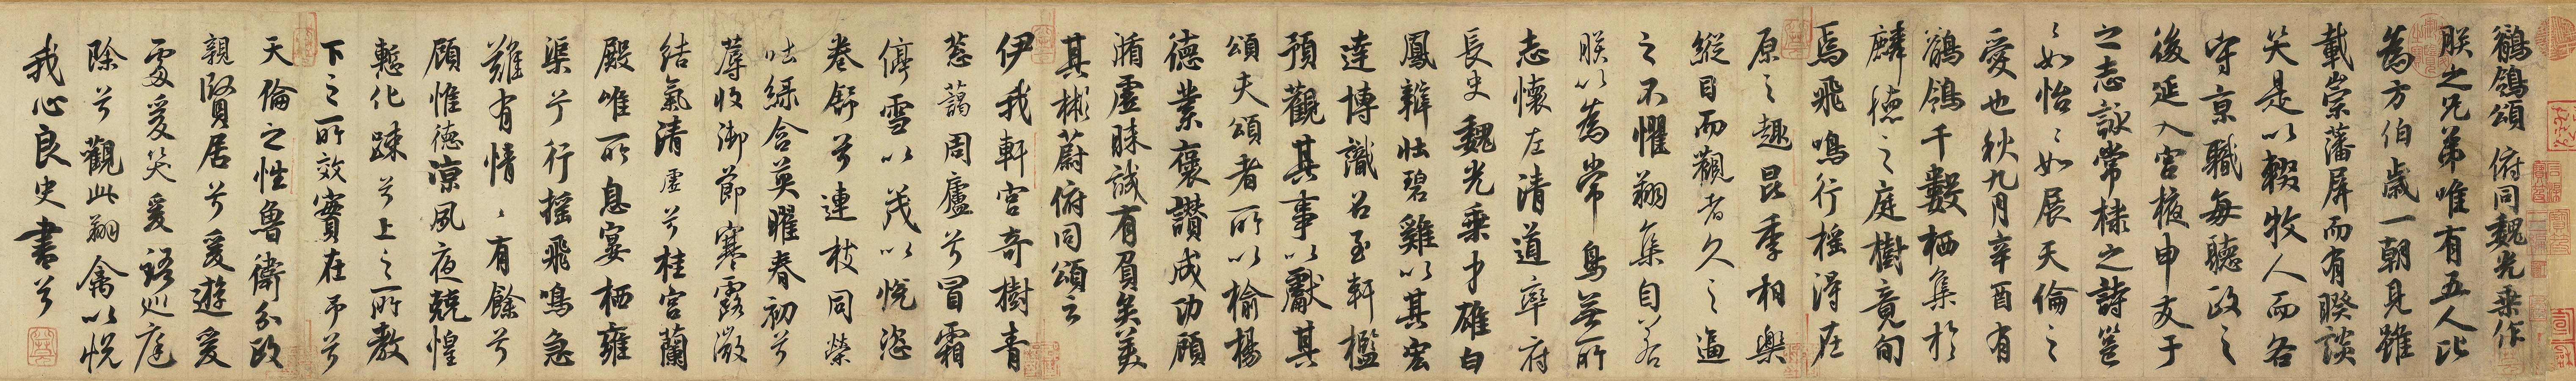 鶺鴒頌 俯同魏光乘作
朕之兄弟唯有五人比
為方伯歲一朝見雖
載崇藩屏而有睽談
笑是以輟牧人而各
守京職每聽政之
後延入宮掖申友于
之志詠常棣之詩邕
〻如怡〻如展天倫之
愛也秋九月辛酉有
鶺鴒千數栖集於
麟德之庭樹竟旬
焉飛鳴行搖得在
原之趣昆季相樂
縱目而觀者久之逼
之不懼翔集自若
朕以為常鳥無所
志懷左清道率府
長史魏光乘才雄白
鳳辯壯碧雞以其宏
達博識召至軒檻
預觀其事以獻其
頌夫頌者所以揄揚
德業褒讚成功顧
循虛昧誠有負矣美
其彬蔚俯同頌云
伊我軒宮奇樹青
蔥藹周廬兮冒霜
停雪以茂以悅恣
卷舒兮連枝同榮
吐綠含英曜春初兮
蓐收御節寒露微
結氣清虛兮桂宮蘭
殿唯所息宴栖雍
渠兮行搖飛鳴急
難有情〻有餘兮
顧惟德涼夙夜兢惶
慙化踈兮上之所教
下之所效實在予兮
天倫之性魯衛分政
親賢居兮爰遊爰
處爰笑爰語巡庭
除兮觀此翔禽以悅
我心良史書兮